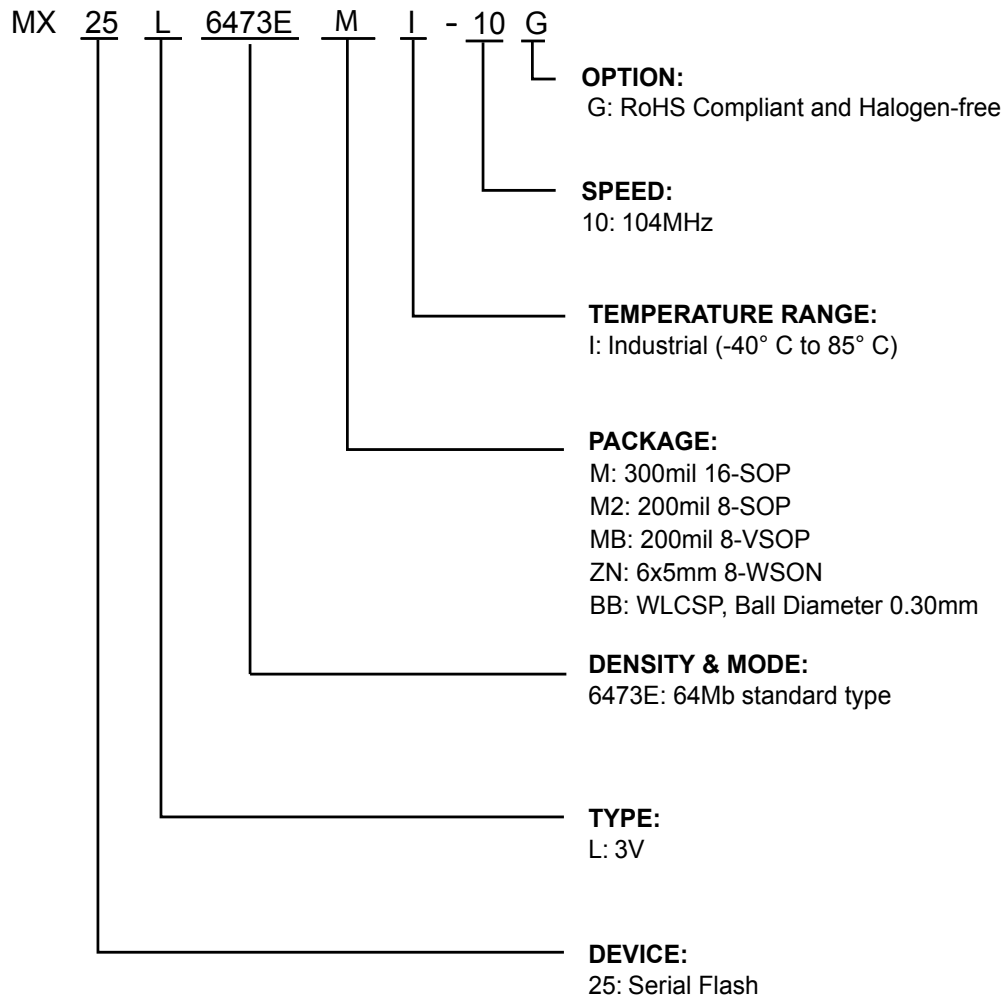 MX 25 L 6473E M I - 10 G
OPTION:
G: RoHS Compliant and Halogen-free
SPEED:
10: 104MHz
TEMPERATURE RANGE:
I: Industrial (-40° C to 85° C)
PACKAGE:
M: 300mil 16-SOP
M2: 200mil 8-SOP
MB: 200mil 8-VSOP
ZN: 6x5mm 8-WSON
BB: WLCSP, Ball Diameter 0.30mm
DENSITY & MODE:
6473E: 64Mb standard type
TYPE:
L: 3V
DEVICE:
25: Serial Flash